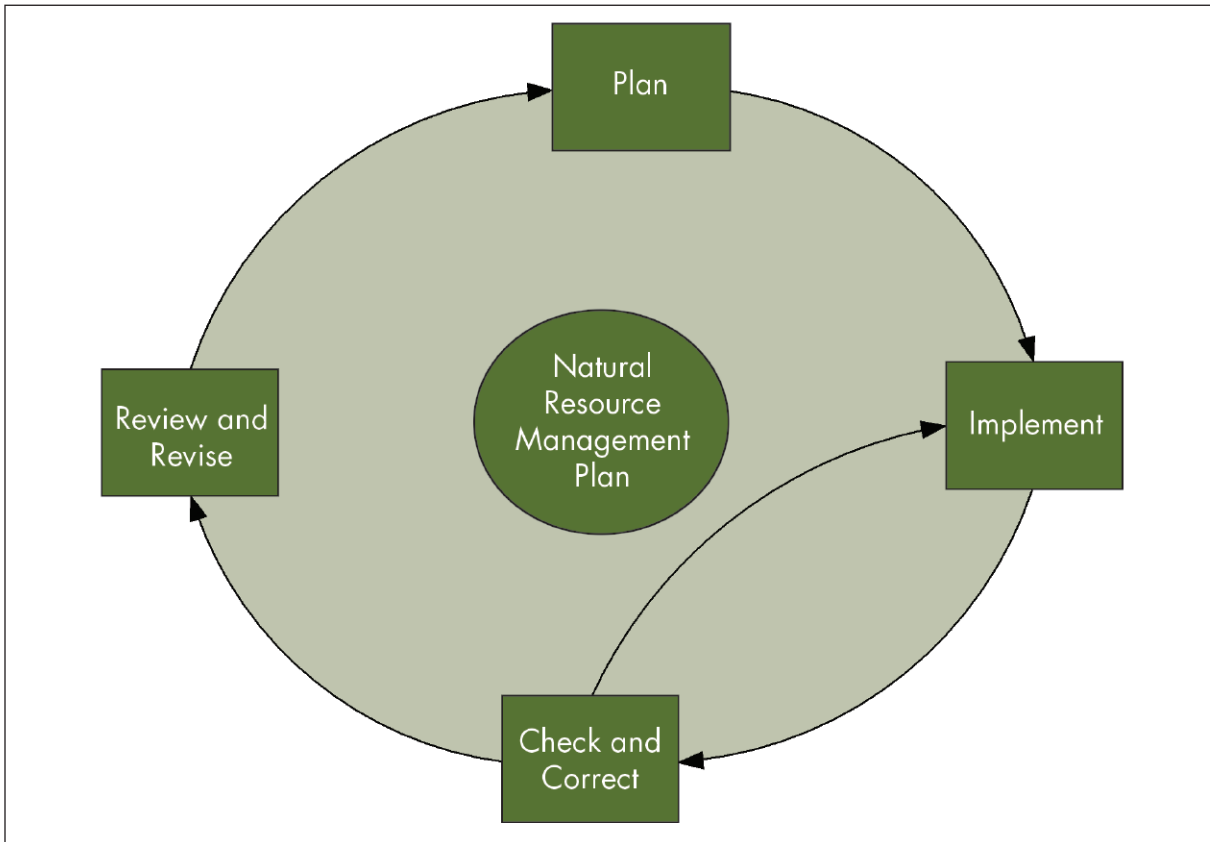 Plan
Natural
Resource
Management
Plan
Review and
Revise
Implement
Check and
Correct